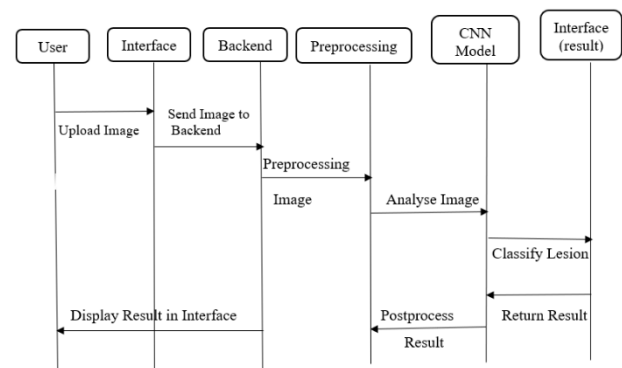 User
Interface
Backend
Preprocessing
CNN
Model
Interface
(result)
Upload Image
Send Image to
Backend
Preprocessing
Image
Analyse Image
Classify Lesion
Return Result
Postprocess
Result
Display Result in Interface